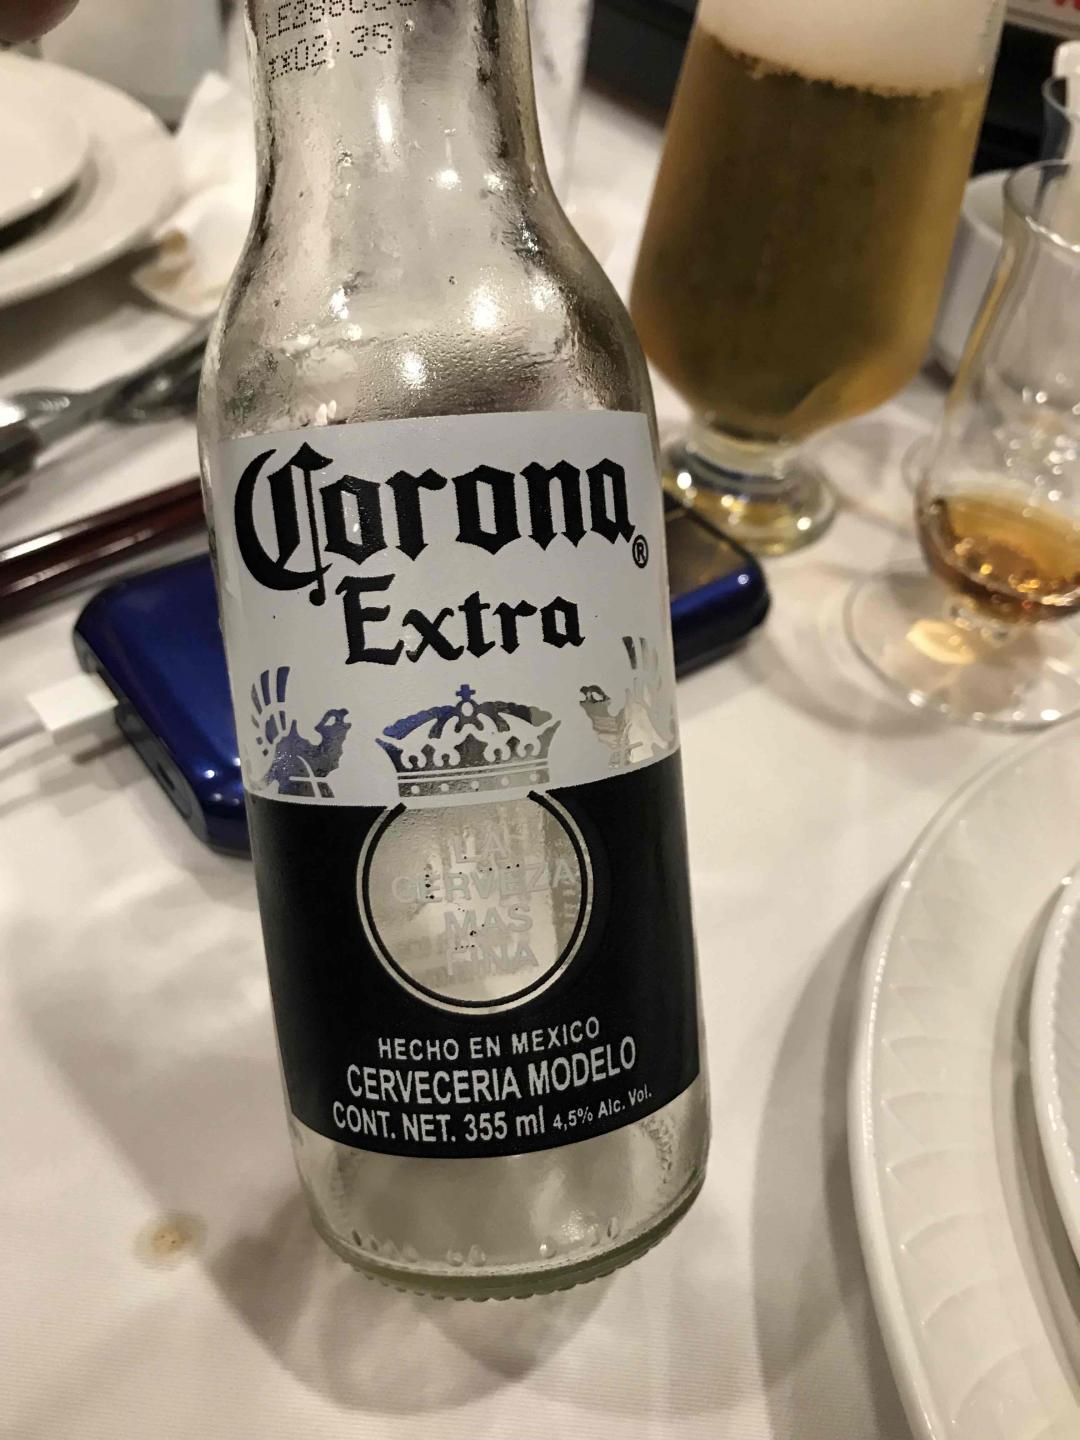 Corona®
Extra
LA
CERVEZA
MAS
FINA
HECHO EN MEXICO
CERVECERIA MODELO
CONT. NET. 355 ml 4,5% Alc. Vol.